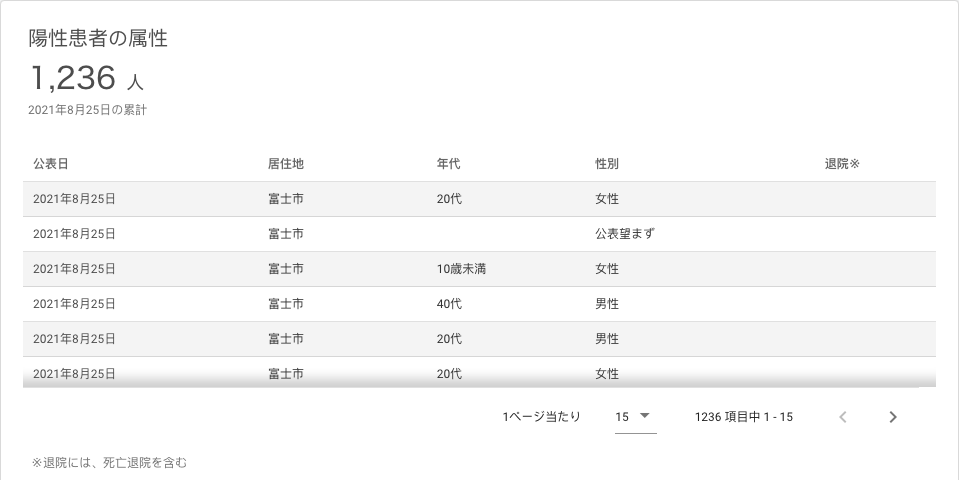 陽性患者の属性
1,236 人
2021年8月25日の累計
公表日 居住地 年代 性別 退院※
2021年8月25日 富士市 20代 女性
2021年8月25日 富士市 公表望まず
2021年8月25日 富士市 10歳未満 女性
2021年8月25日 富士市 40代 男性
2021年8月25日 富士市 20代 男性
2021年8月25日 富士市 20代 女性
1ページ当たり 15 1236 項目中 1 - 15
※退院には、死亡退院を含む